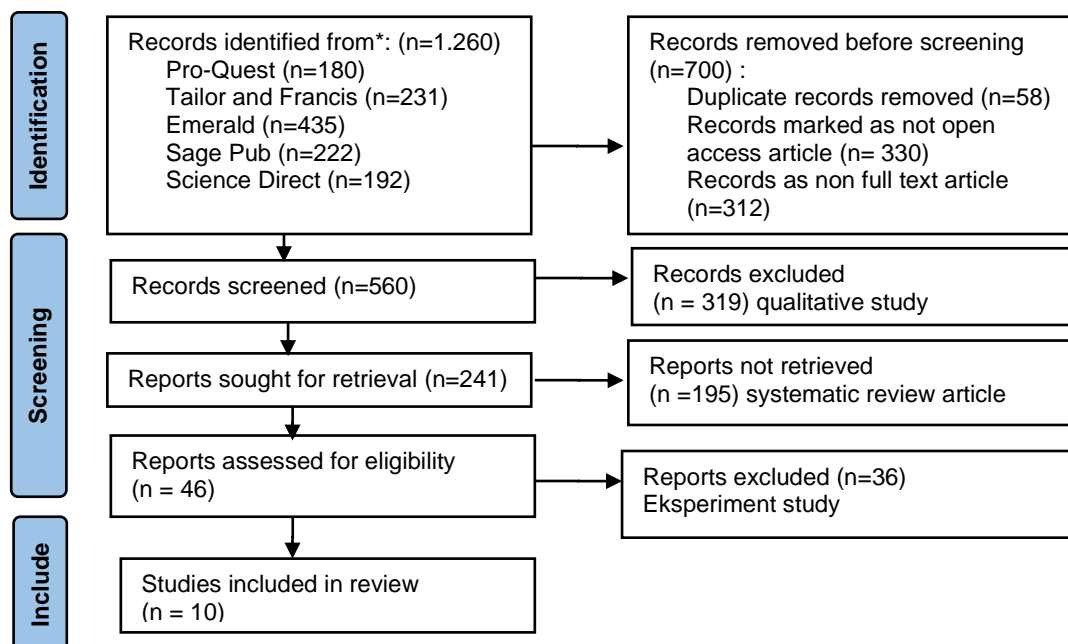 Identification
Records identified from*: (n=1.260)
Pro-Quest (n=180)
Tailor and Francis (n=231)
Emerald (n=435)
Sage Pub (n=222)
Science Direct (n=192)
Records removed before screening
(n=700) :
Duplicate records removed (n=58)
Records marked as not open
access article (n= 330)
Records as non full text article
(n=312)
Screening
Records screened (n=560)
Records excluded
(n = 319) qualitative study
Reports sought for retrieval (n=241)
Reports not retrieved
(n =195) systematic review article
Reports assessed for eligibility
(n = 46)
Reports excluded (n=36)
Eksperiment study
Include
Studies included in review
(n = 10)